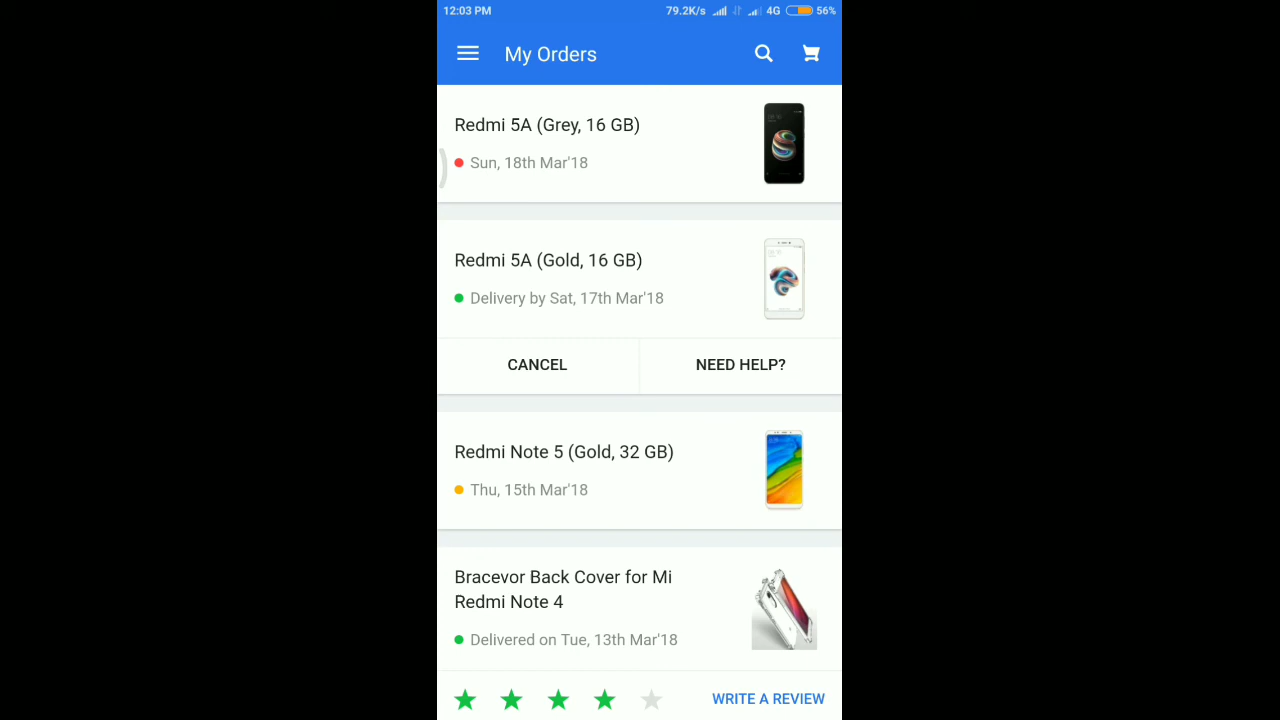 12:03 PM 79.2K/s 4G 56%
My Orders
Redmi 5A (Grey, 16 GB)
Sun, 18th Mar'18
Redmi 5A (Gold, 16 GB)
Delivery by Sat, 17th Mar'18
CANCEL NEED HELP?
Redmi Note 5 (Gold, 32 GB)
Thu, 15th Mar'18
Bracevor Back Cover for Mi
Redmi Note 4
Delivered on Tue, 13th Mar'18
WRITE A REVIEW